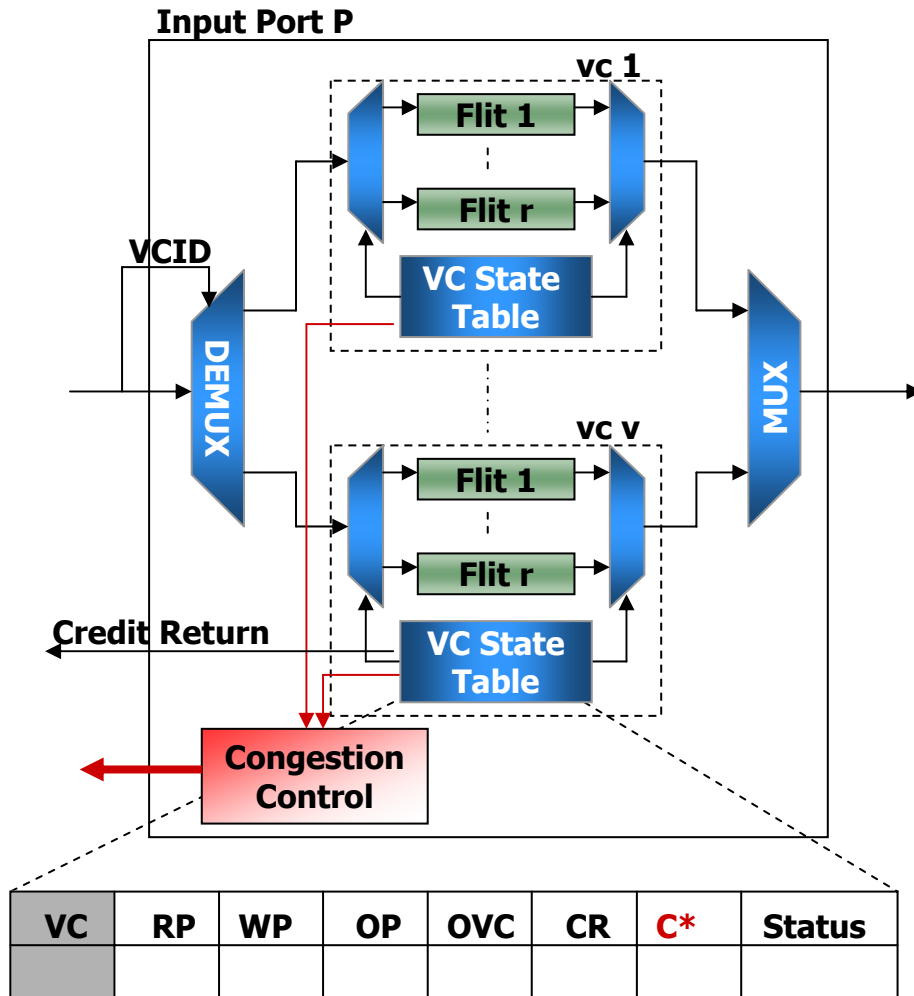 Input Port P
vc 1
Flit 1
Flit r
VCID
VC State
Table
DEMUX
MUX
vc v
Flit 1
Flit r
Credit Return
VC State
Table
Congestion
Control
VC RP WP OP OVC CR C* Status